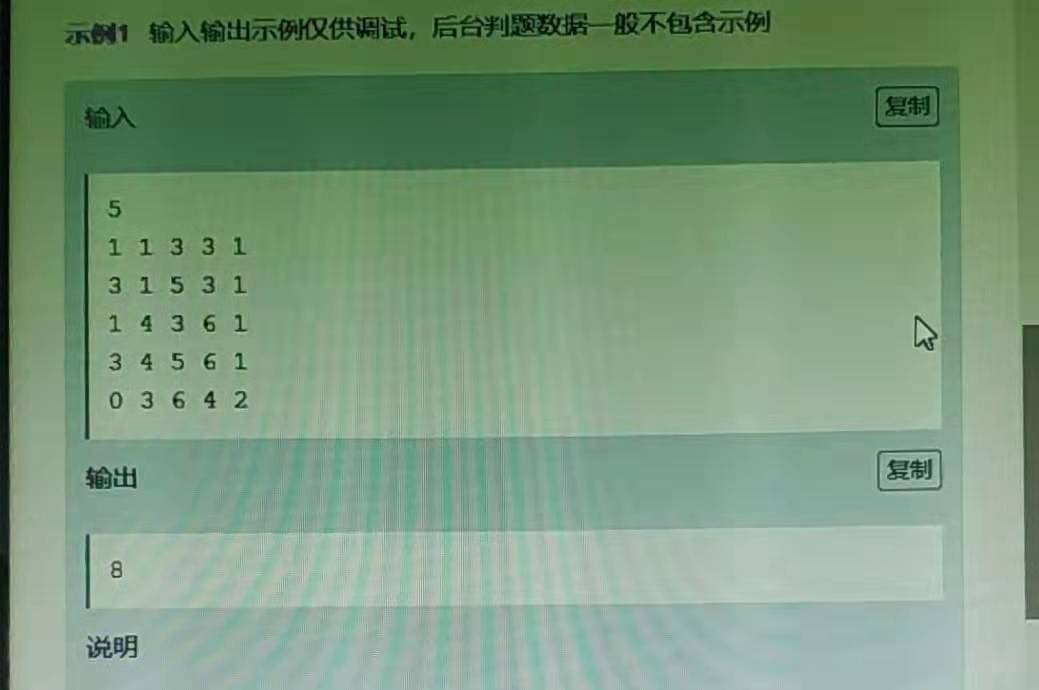 示例1 输入输出示例仅供调试，后台判题数据一般不包含示例
输入
复制
5
1 1 3 3 1
3 1 5 3 1
1 4 3 6 1
3 4 5 6 1
0 3 6 4 2
输出
复制
8
说明